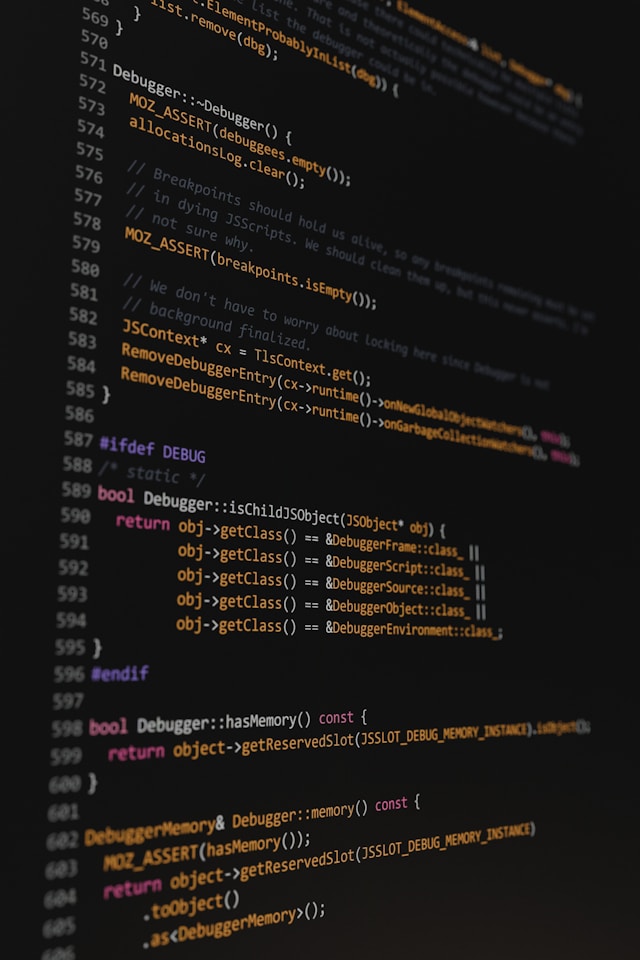 .ElementProbablyInList(dbg)) {
list.remove(dbg);
568 }
569 }
570
571 Debugger::~Debugger() {
572 MOZ_ASSERT(debuggees.empty());
573 allocationsLog.clear();
574
575 // Breakpoints should hold us alive, so any breakpoints remaining must be
576 // in dying JSScripts. We should clean them up, but this never asserts. I'm
577 // not sure why.
578 MOZ_ASSERT(breakpoints.isEmpty());
579
580 // We don't have to worry about locking here since Debugger is not
581 // background finalized.
582 JSContext* cx = TlsContext.get();
583 RemoveDebuggerEntry(cx->runtime()->onNewGlobalObjectWatchers(), this);
584 RemoveDebuggerEntry(cx->runtime()->onGarbageCollectionWatchers(), this);
585 }
586
587 #ifdef DEBUG
588 /* static */
589 bool Debugger::isChildJSObject(JSObject* obj) {
590 return obj->getClass() == &DebuggerFrame::class_ ||
591 obj->getClass() == &DebuggerScript::class_ ||
592 obj->getClass() == &DebuggerSource::class_ ||
593 obj->getClass() == &DebuggerObject::class_ ||
594 obj->getClass() == &DebuggerEnvironment::class_;
595 }
596 #endif
597
598 bool Debugger::hasMemory() const {
599 return object->getReservedSlot(JSSLOT_DEBUG_MEMORY_INSTANCE).isObject();
600 }
601
602 DebuggerMemory& Debugger::memory() const {
603 MOZ_ASSERT(hasMemory());
604 return object->getReservedSlot(JSSLOT_DEBUG_MEMORY_INSTANCE)
605 .toObject()
606 .as<DebuggerMemory>();